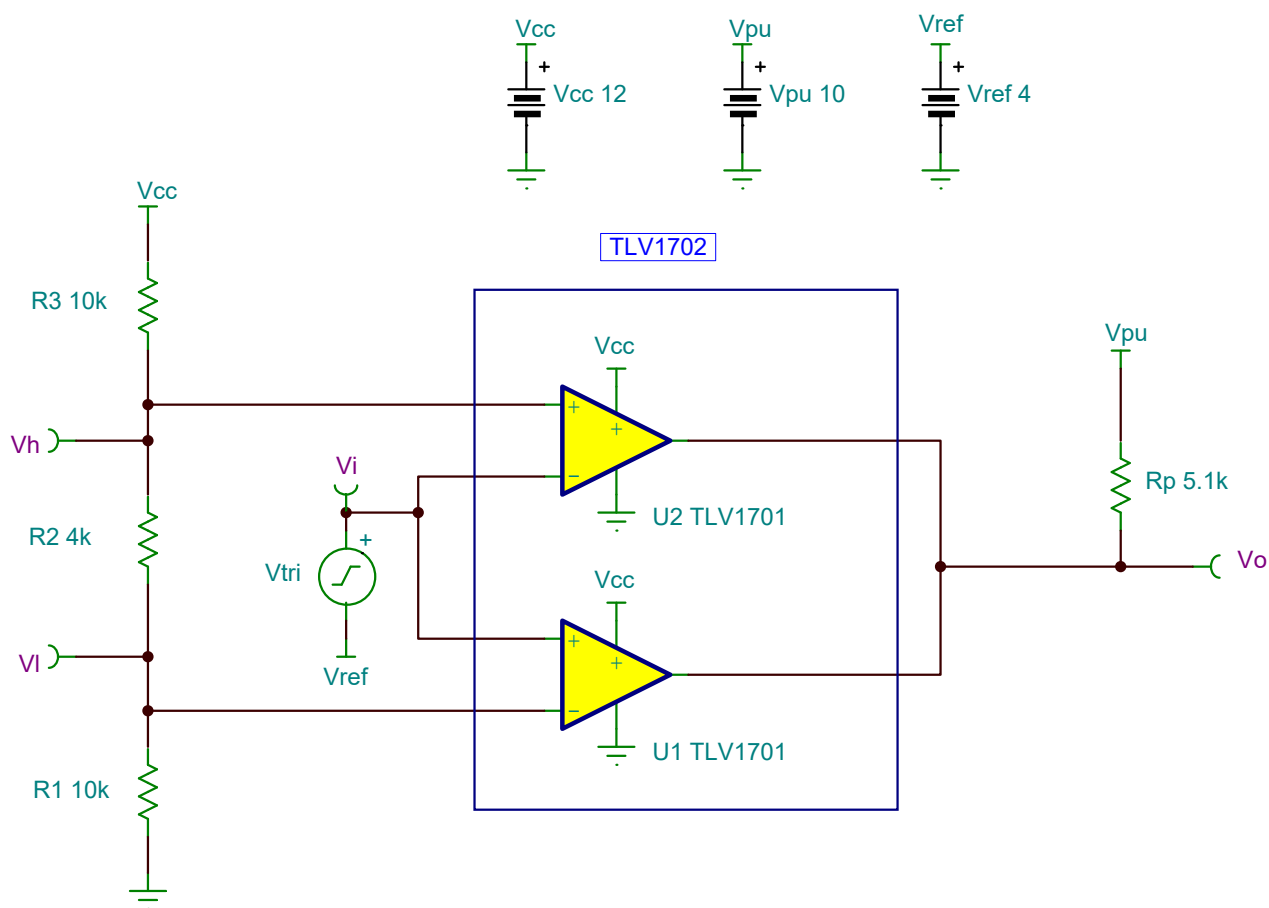 Vcc
Vpu
Vref
+
+
+
Vcc 12
Vpu 10
Vref 4
Vcc
TLV1702
R3 10k
Vcc
Vpu
+
+
Vh
Vi
−
Rp 5.1k
U2 TLV1701
R2 4k
+
Vtri
Vo
Vcc
+
Vl
+
Vref
−
U1 TLV1701
R1 10k